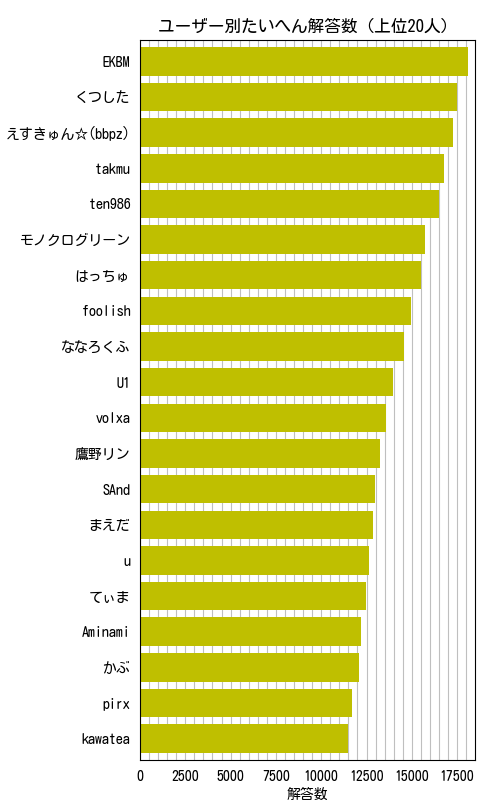 ユーザー別たいへん解答数 (上位20人)
EKBM
くつした
えすきゅん☆(bbpz)
takmu
ten986
モノクログリーン
はっちゅ
foolish
ななろくふ
U1
volxa
鷹野リン
SAnd
まえだ
u
てぃま
Aminami
かぶ
pirx
kawatea
0 2500 5000 7500 10000 12500 15000 17500
解答数